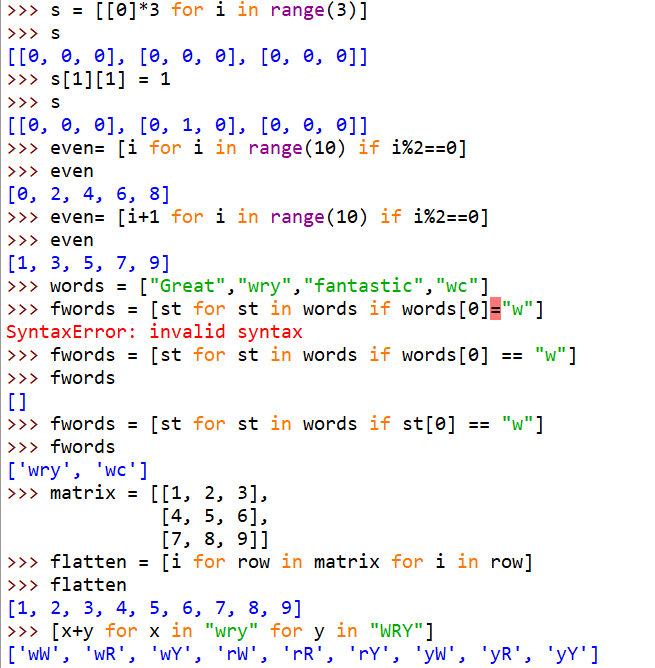 >>> s = [[0]*3 for i in range(3)]
>>> s
[[0, 0, 0], [0, 0, 0], [0, 0, 0]]
>>> s[1][1] = 1
>>> s
[[0, 0, 0], [0, 1, 0], [0, 0, 0]]
>>> even= [i for i in range(10) if i%2==0]
>>> even
[0, 2, 4, 6, 8]
>>> even= [i+1 for i in range(10) if i%2==0]
>>> even
[1, 3, 5, 7, 9]
>>> words = ["Great","wry","fantastic","wc"]
>>> fwords = [st for st in words if words[0]="w"]
SyntaxError: invalid syntax
>>> fwords = [st for st in words if words[0] == "w"]
>>> fwords
[]
>>> fwords = [st for st in words if st[0] == "w"]
>>> fwords
['wry', 'wc']
>>> matrix = [[1, 2, 3],
              [4, 5, 6],
              [7, 8, 9]]
>>> flatten = [i for row in matrix for i in row]
>>> flatten
[1, 2, 3, 4, 5, 6, 7, 8, 9]
>>> [x+y for x in "wry" for y in "WRY"]
['wW', 'wR', 'wY', 'rW', 'rR', 'rY', 'yW', 'yR', 'yY']